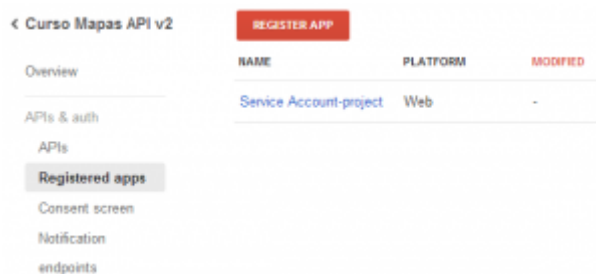 < Curso Mapas API v2
Overview
APIs & auth
APIs
Registered apps
Consent screen
Notification
endpoints
REGISTER APP
NAME PLATFORM MODIFIED
Service Account-project Web -